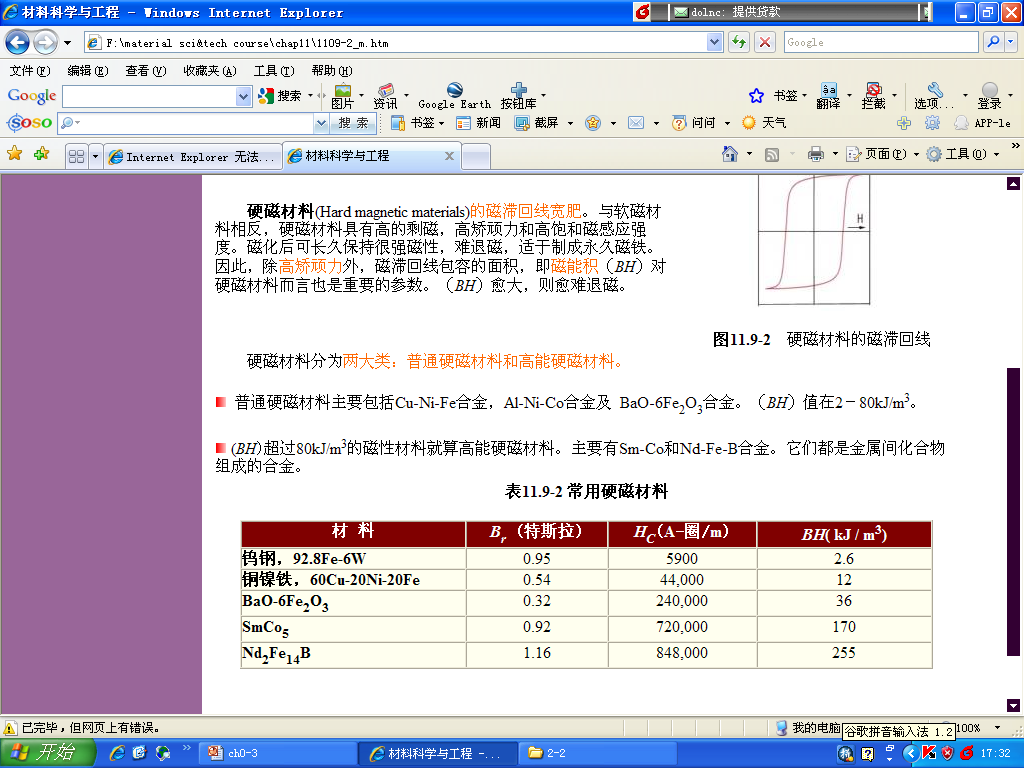 材料科学与工程 - Windows Internet Explorer
dolnc: 提供贷款
F:\material sci&tech course\chap11\1109-2_m.htm
Google
文件(F) 编辑(E) 查看(V) 收藏夹(A) 工具(T) 帮助(H)
Google 搜索 图片 资讯 Google Earth 按钮库 书签 翻译 拦截 选项... 登录
SOSO 搜 索 书签 新闻 截屏 问问 天气 APP-le
Internet Explorer 无法... 材料科学与工程 页面(P) 工具(O)
硬磁材料(Hard magnetic materials)的磁滞回线宽肥。与软磁材
料相反，硬磁材料具有高的剩磁，高矫顽力和高饱和磁感应强
度。磁化后可长久保持很强磁性，难退磁，适于制成永久磁铁。
因此，除高矫顽力外，磁滞回线包容的面积，即磁能积（BH）对
硬磁材料而言也是重要的参数。（BH）愈大，则愈难退磁。
H
图11.9-2 硬磁材料的磁滞回线
硬磁材料分为两大类：普通硬磁材料和高能硬磁材料。
普通硬磁材料主要包括Cu-Ni-Fe合金，Al-Ni-Co合金及 BaO-6Fe2O3合金。（BH）值在2－80kJ/m3。
(BH)超过80kJ/m3的磁性材料就算高能硬磁材料。主要有Sm-Co和Nd-Fe-B合金。它们都是金属间化合物
组成的合金。
表11.9-2 常用硬磁材料
材 料 Br (特斯拉) HC(A-圈/m) BH( kJ / m3)
钨钢，92.8Fe-6W 0.95 5900 2.6
铜镍铁，60Cu-20Ni-20Fe 0.54 44,000 12
BaO-6Fe2O3 0.32 240,000 36
SmCo5 0.92 720,000 170
Nd2Fe14B 1.16 848,000 255
已完毕，但网页上有错误。 我的电脑 100%
谷歌拼音输入法 1.2
开始 ch0-3 材料科学与工程 -... 2-2 17:32